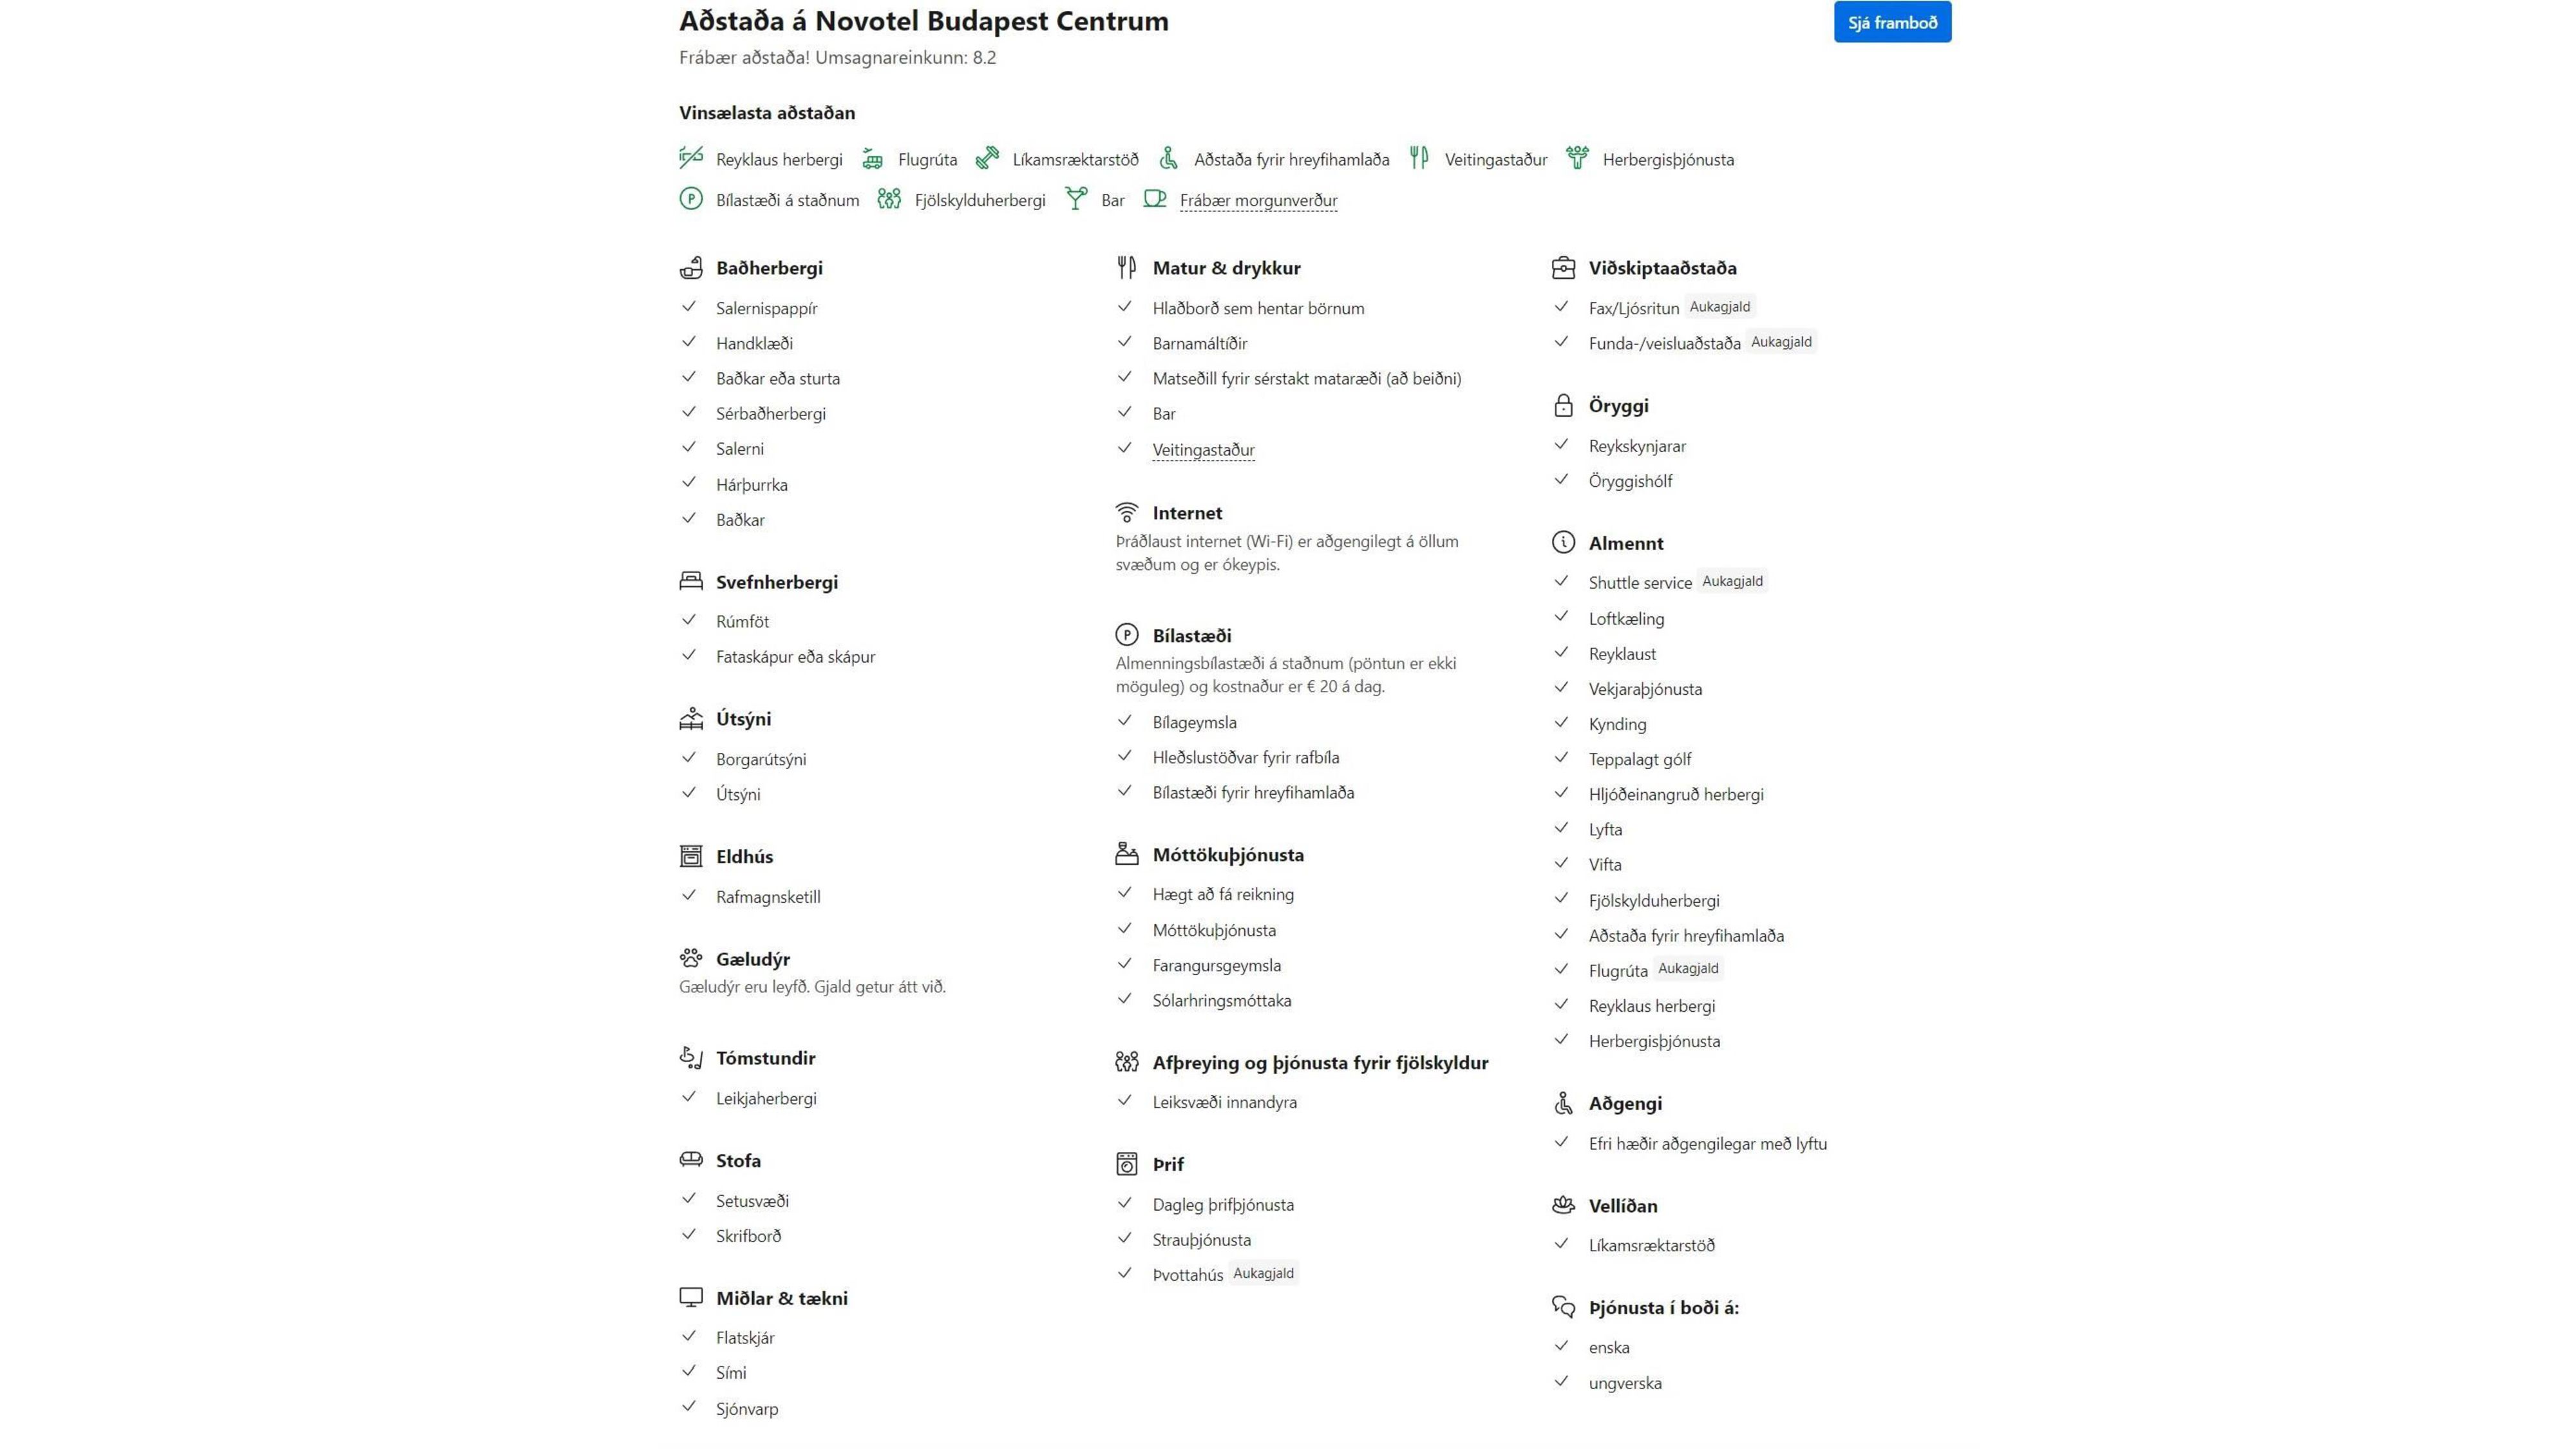 Aðstaða á Novotel Budapest Centrum
Sjá framboð
Frábær aðstaða! Umsagnareinkunn: 8.2
Vinsælasta aðstaðan
Reyklaus herbergi Flugrúta Líkamsræktarstöð Aðstaða fyrir hreyfihamlaða Veitingastaður Herbergisþjónusta
Bílastæði á staðnum Fjölskylduherbergi Bar Frábær morgunverður
Baðherbergi
Salernispappír
Handklæði
Baðkar eða sturta
Sérbaðherbergi
Salerni
Hárþurrka
Baðkar
Svefnherbergi
Rúmföt
Fataskápur eða skápur
Útsýni
Borgarútsýni
Útsýni
Eldhús
Rafmagnsketill
Gæludýr
Gæludýr eru leyfð. Gjald getur átt við.
Tómstundir
Leikjaherbergi
Stofa
Setusvæði
Skrifborð
Miðlar & tækni
Flatskjár
Sími
Sjónvarp
Matur & drykkur
Hlaðborð sem hentar börnum
Barnamáltíðir
Matseðill fyrir sérstakt mataræði (að beiðni)
Bar
Veitingastaður
Internet
Þráðlaust internet (Wi-Fi) er aðgengilegt á öllum
svæðum og er ókeypis.
Bílastæði
Almenningsbílastæði á staðnum (pöntun er ekki
möguleg) og kostnaður er € 20 á dag.
Bílageymsla
Hleðslustöðvar fyrir rafbíla
Bílastæði fyrir hreyfihamlaða
Móttökuþjónusta
Hægt að fá reikning
Móttökuþjónusta
Farangursgeymsla
Sólarhringsmóttaka
Afþreying og þjónusta fyrir fjölskyldur
Leiksvæði innandyra
Þrif
Dagleg þrifþjónusta
Strauþjónusta
Þvottahús Aukagjald
Viðskiptaaðstaða
Fax/Ljósritun Aukagjald
Funda-/veisluaðstaða Aukagjald
Öryggi
Reykskynjarar
Öryggishólf
Almennt
Shuttle service Aukagjald
Loftkæling
Reyklaust
Vekjaraþjónusta
Kynding
Teppalagt gólf
Hljóðeinangruð herbergi
Lyfta
Vifta
Fjölskylduherbergi
Aðstaða fyrir hreyfihamlaða
Flugrúta Aukagjald
Reyklaus herbergi
Herbergisþjónusta
Aðgengi
Efri hæðir aðgengilegar með lyftu
Vellíðan
Líkamsræktarstöð
Þjónusta í boði á:
enska
ungverska